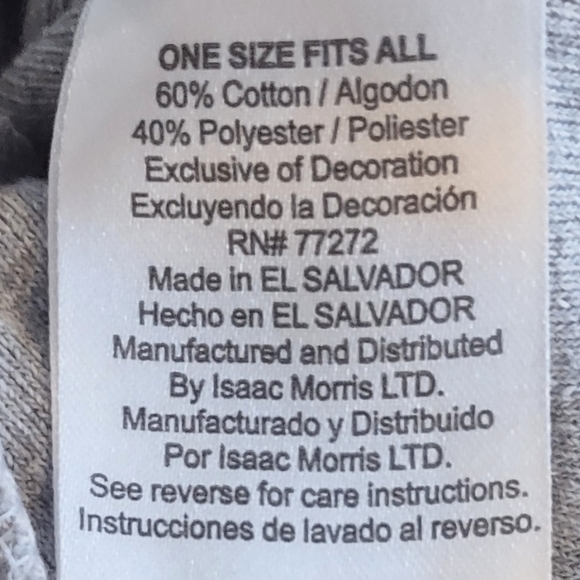 ONE SIZE FITS ALL
60% Cotton / Algodon
40% Polyester / Poliester
Exclusive of Decoration
Excluyendo la Decoración
RN# 77272
Made in EL SALVADOR
Hecho en EL SALVADOR
Manufactured and Distributed
By Isaac Morris LTD.
Manufacturado y Distribuido
Por Isaac Morris LTD.
See reverse for care instructions.
Instrucciones de lavado al reverso.